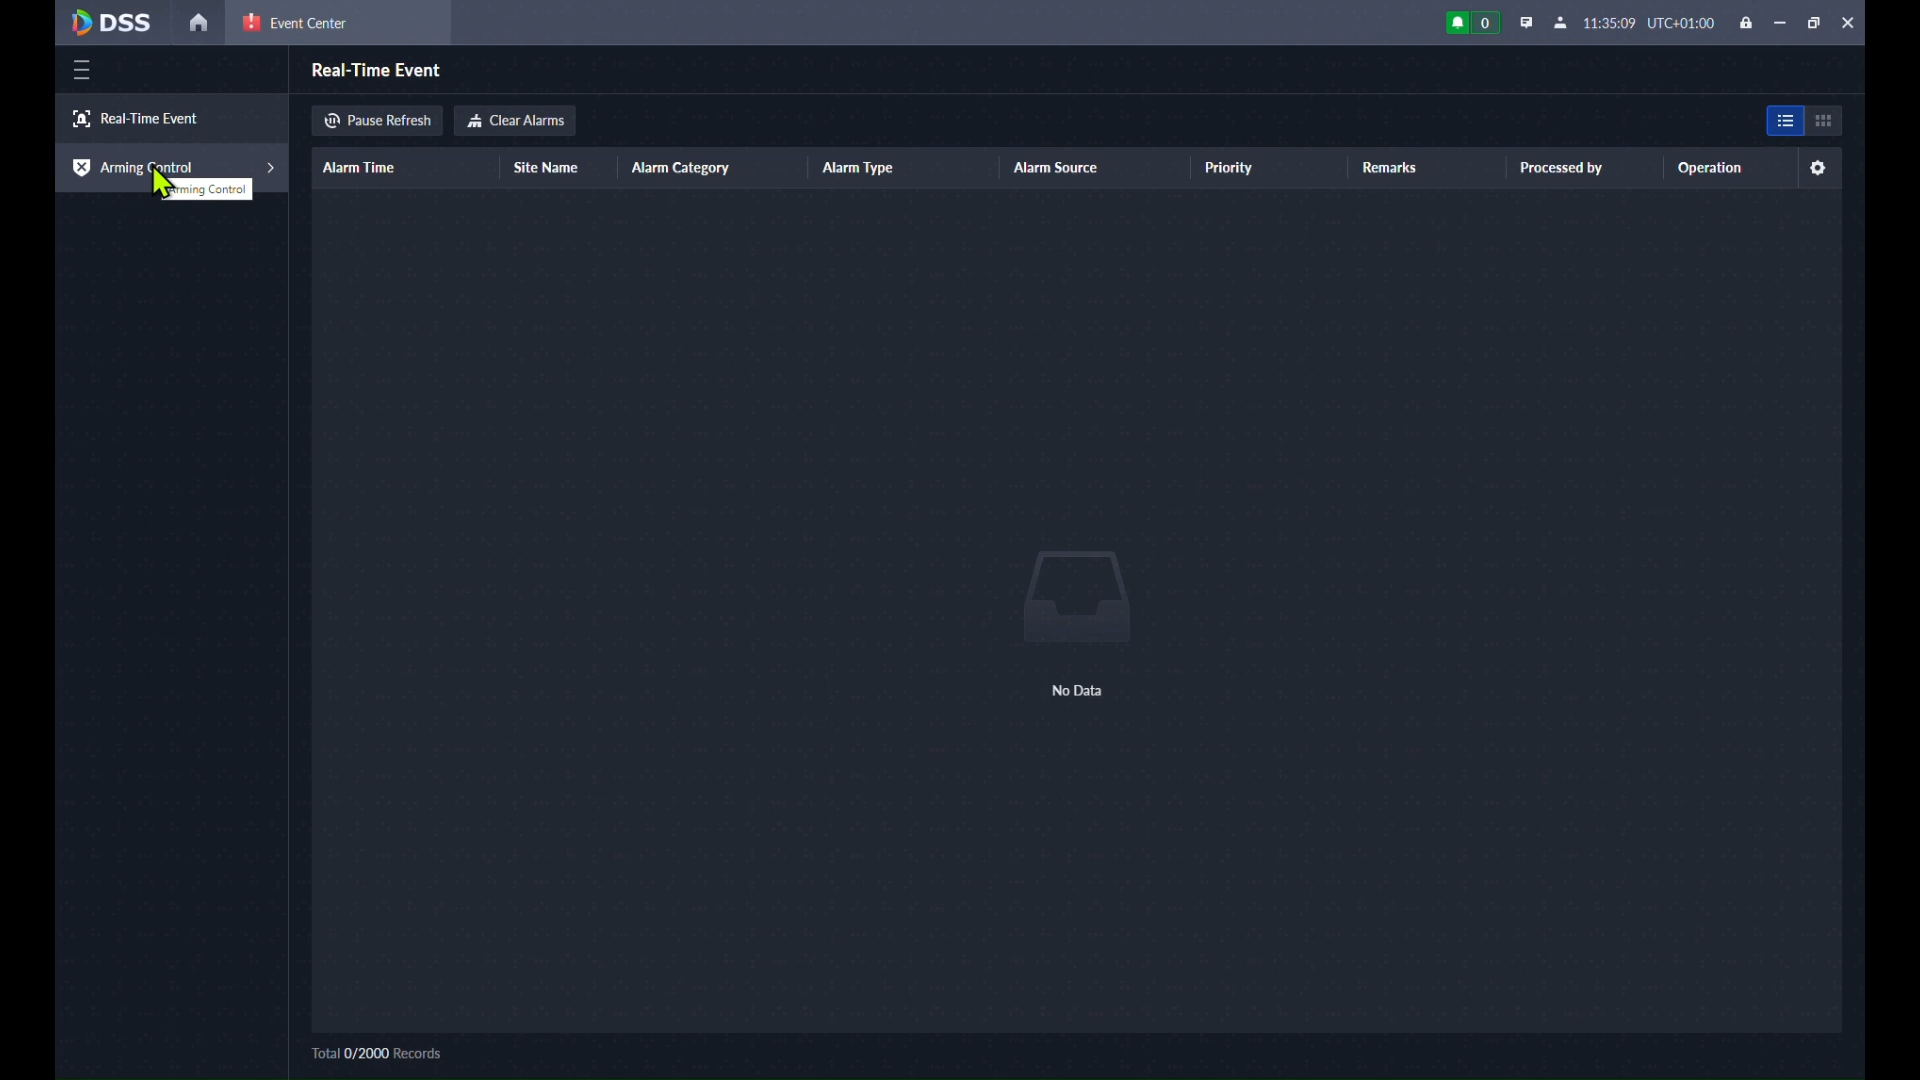 DSS
Event Center
0
11:35:09 UTC+01:00
Real-Time Event
Real-Time Event
Pause Refresh
Clear Alarms
Arming Control
Arming Control
Alarm Time
Site Name
Alarm Category
Alarm Type
Alarm Source
Priority
Remarks
Processed by
Operation
No Data
Total 0/2000 Records